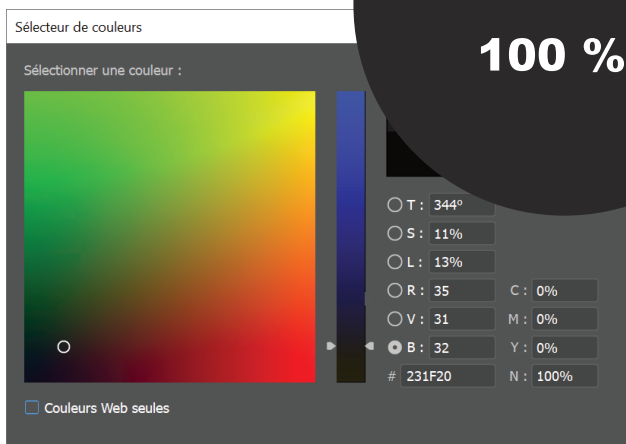 Sélecteur de couleurs
100 %
Sélectionner une couleur :
T : 344°
S : 11%
L : 13%
R : 35 C : 0%
V : 31 M : 0%
B : 32 Y : 0%
# 231F20 N : 100%
Couleurs Web seules